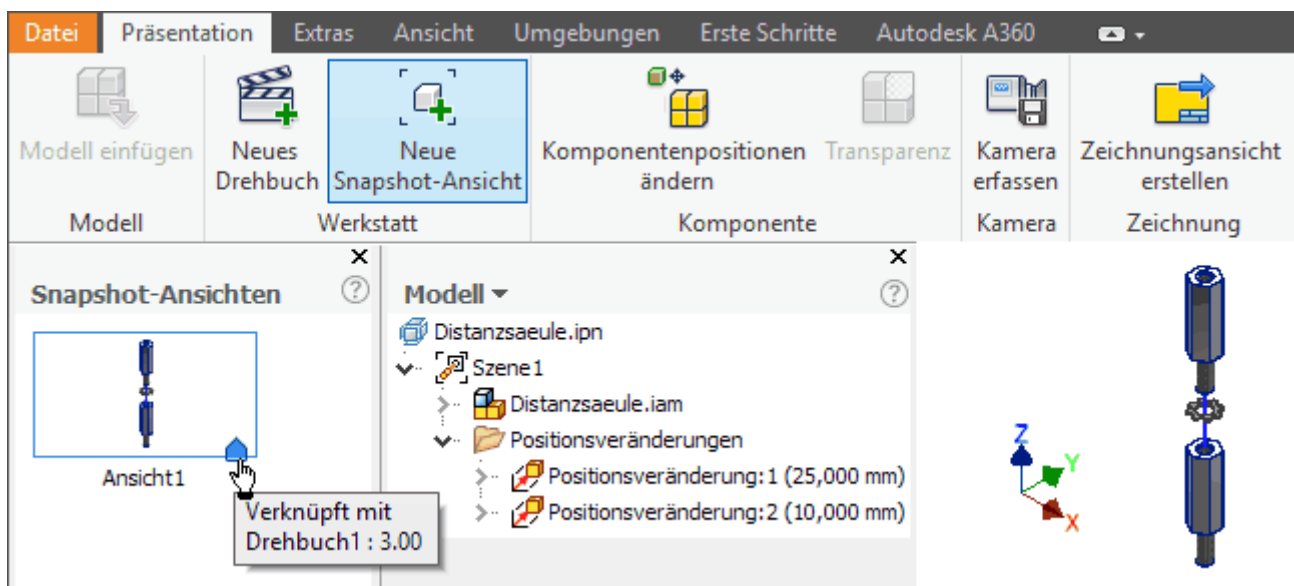 Datei Präsentation Extras Ansicht Umgebungen Erste Schritte Autodesk A360
Modell einfügen Neues Neue Komponentenpositionen Transparenz Kamera Zeichnungsansicht
Drehbuch Snapshot-Ansicht ändern erfassen erstellen
Modell Werkstatt Komponente Kamera Zeichnung
Snapshot-Ansichten
Ansicht1
Verknüpft mit
Drehbuch1 : 3.00
Modell
Distanzsaeule.ipn
Szene1
Distanzsaeule.iam
Positionsveränderungen
Positionsveränderung:1 (25,000 mm)
Positionsveränderung:2 (10,000 mm)
Z
Y
X